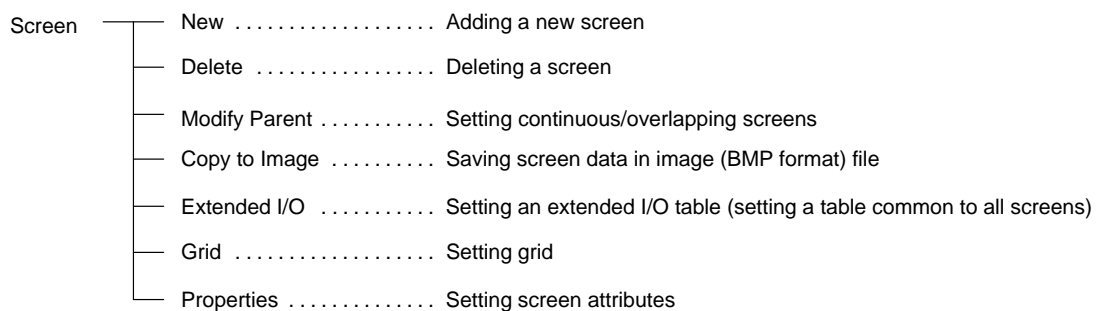 Screen
New . . . . . . . . . . . . . . . . . . . Adding a new screen
Delete . . . . . . . . . . . . . . . . . Deleting a screen
Modify Parent . . . . . . . . . . . Setting continuous/overlapping screens
Copy to Image . . . . . . . . . . Saving screen data in image (BMP format) file
Extended I/O . . . . . . . . . . . Setting an extended I/O table (setting a table common to all screens)
Grid . . . . . . . . . . . . . . . . . . . Setting grid
Properties . . . . . . . . . . . . . . Setting screen attributes